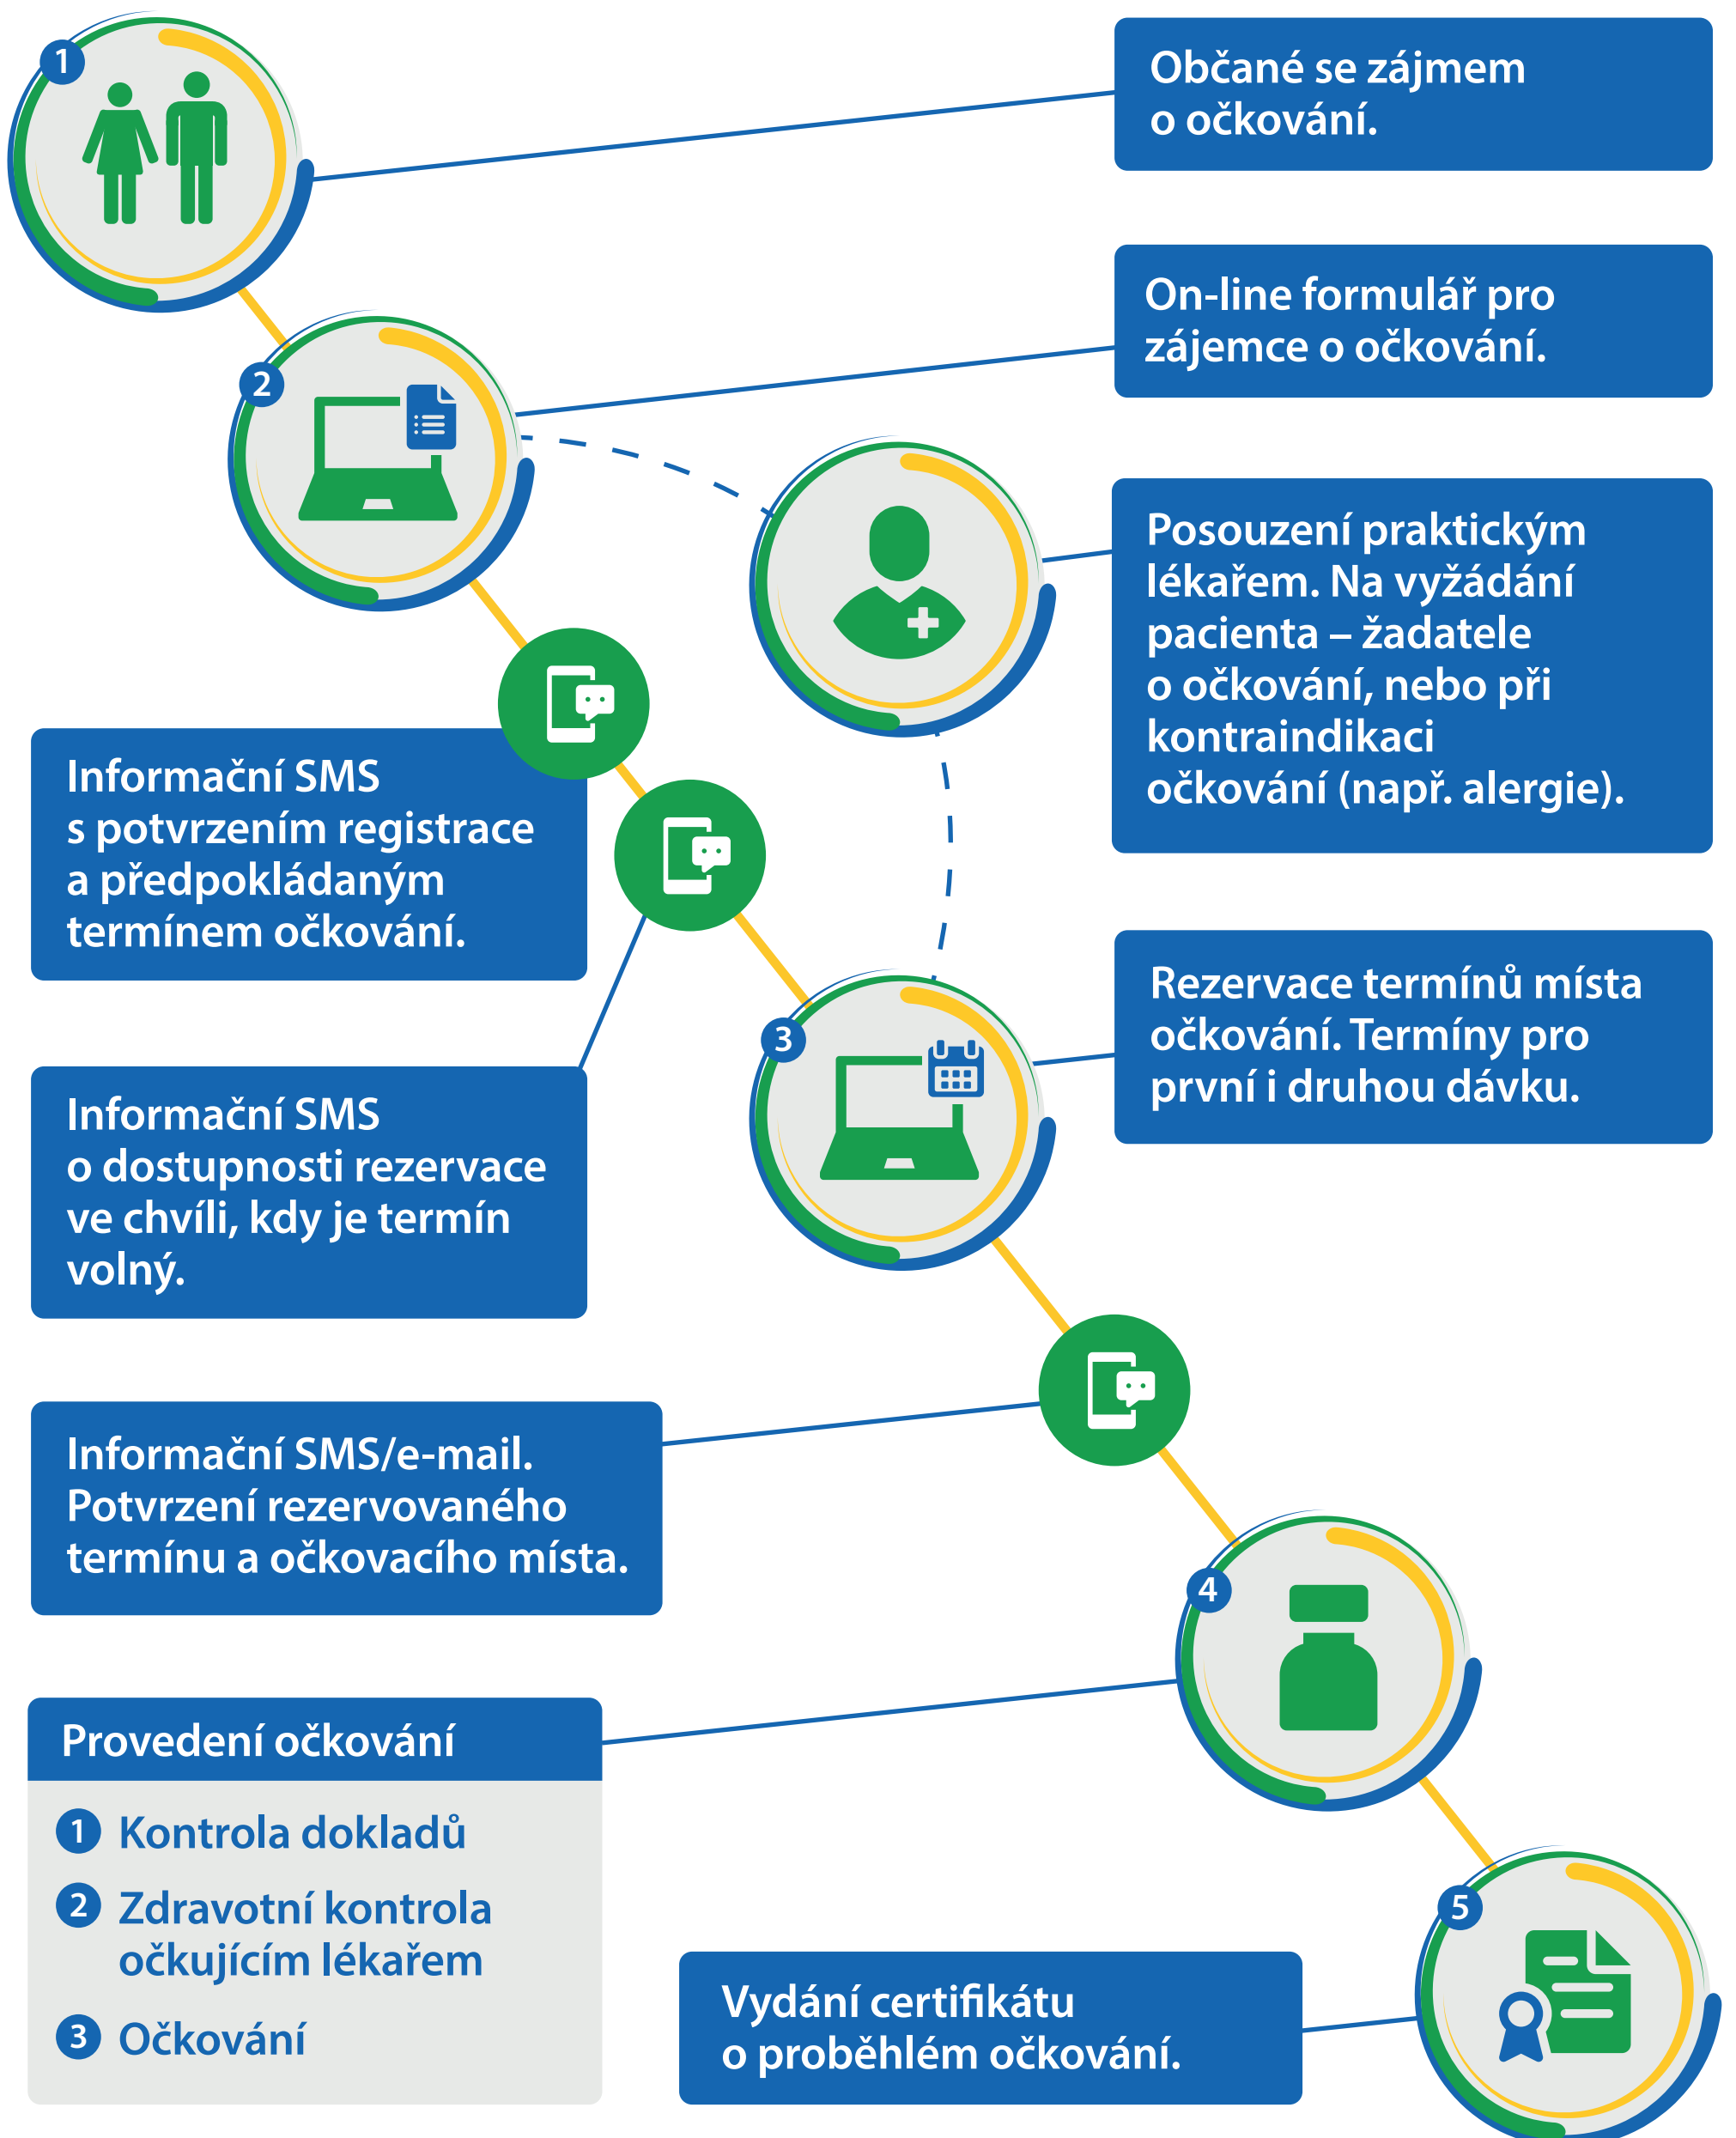 1
Občané se zájmem
o očkování.
2
On-line formulář pro
zájemce o očkování.
Posouzení praktickým
lékařem. Na vyžádání
pacienta – žadatele
o očkování, nebo při
kontraindikaci
očkování (např. alergie).
Informační SMS
s potvrzením registrace
a předpokládaným
termínem očkování.
Informační SMS
o dostupnosti rezervace
ve chvíli, kdy je termín
volný.
3
Rezervace termínů místa
očkování. Termíny pro
první i druhou dávku.
Informační SMS/e-mail.
Potvrzení rezervovaného
termínu a očkovacího místa.
4
Provedení očkování
1 Kontrola dokladů
2 Zdravotní kontrola
očkujícím lékařem
3 Očkování
5
Vydání certifikátu
o proběhlém očkování.